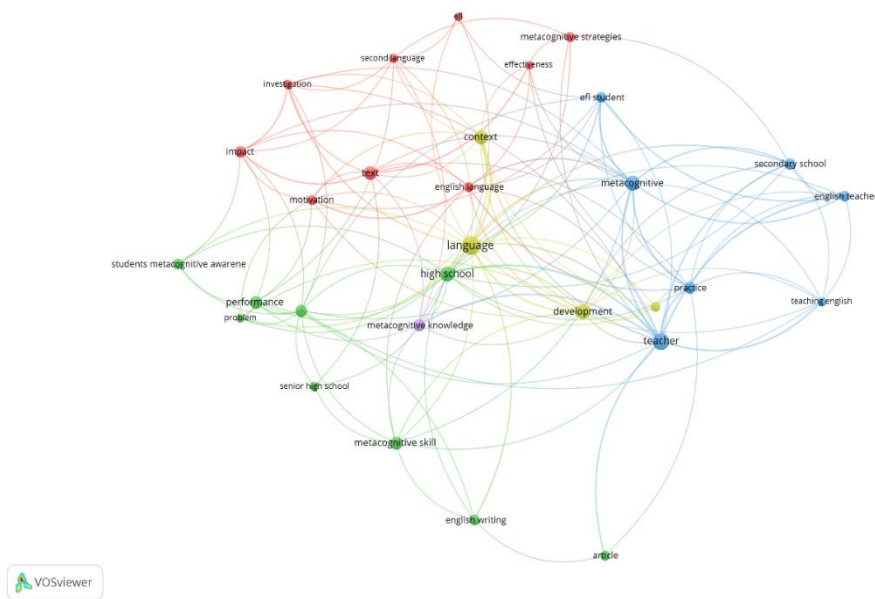 efl
metacognitive strategies
second language
effectiveness
investigation
efl student
context
impact
secondary school
text
metacognitive
english language
english teacher
motivation
language
students metacognitive awarene
high school
practice
performance
teaching english
development
problem
metacognitive knowledge
teacher
senior high school
metacognitive skill
english writing
article
VOSviewer